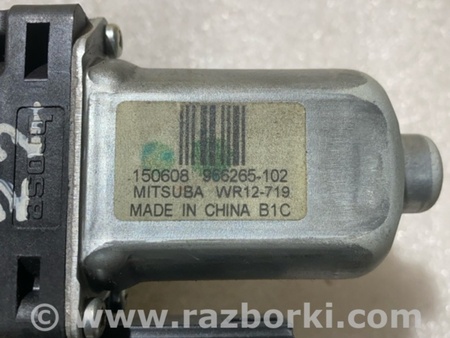 .150608 966265-102
MITSUBA WR12-719
MADE IN CHINA B1C
www.razborki.com